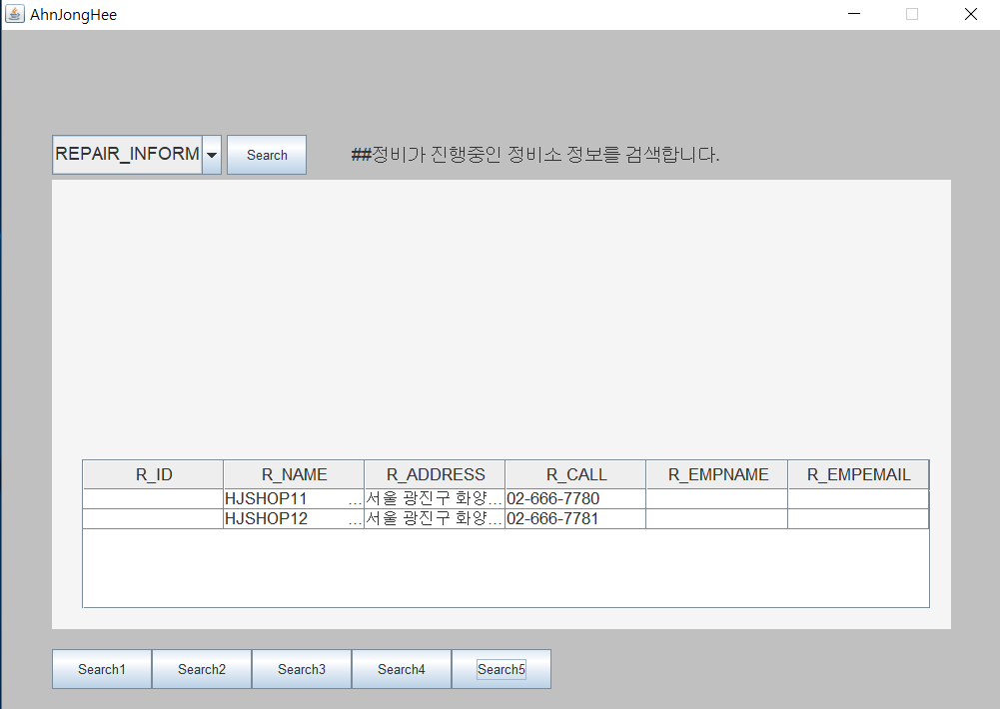 AhnJongHee
REPAIR_INFORM Search ##정비가 진행중인 정비소 정보를 검색합니다.
R_ID R_NAME R_ADDRESS R_CALL R_EMPNAME R_EMPEMAIL
HJSHOP11 ... 서울 광진구 화양... 02-666-7780
HJSHOP12 ... 서울 광진구 화양... 02-666-7781
Search1 Search2 Search3 Search4 Search5